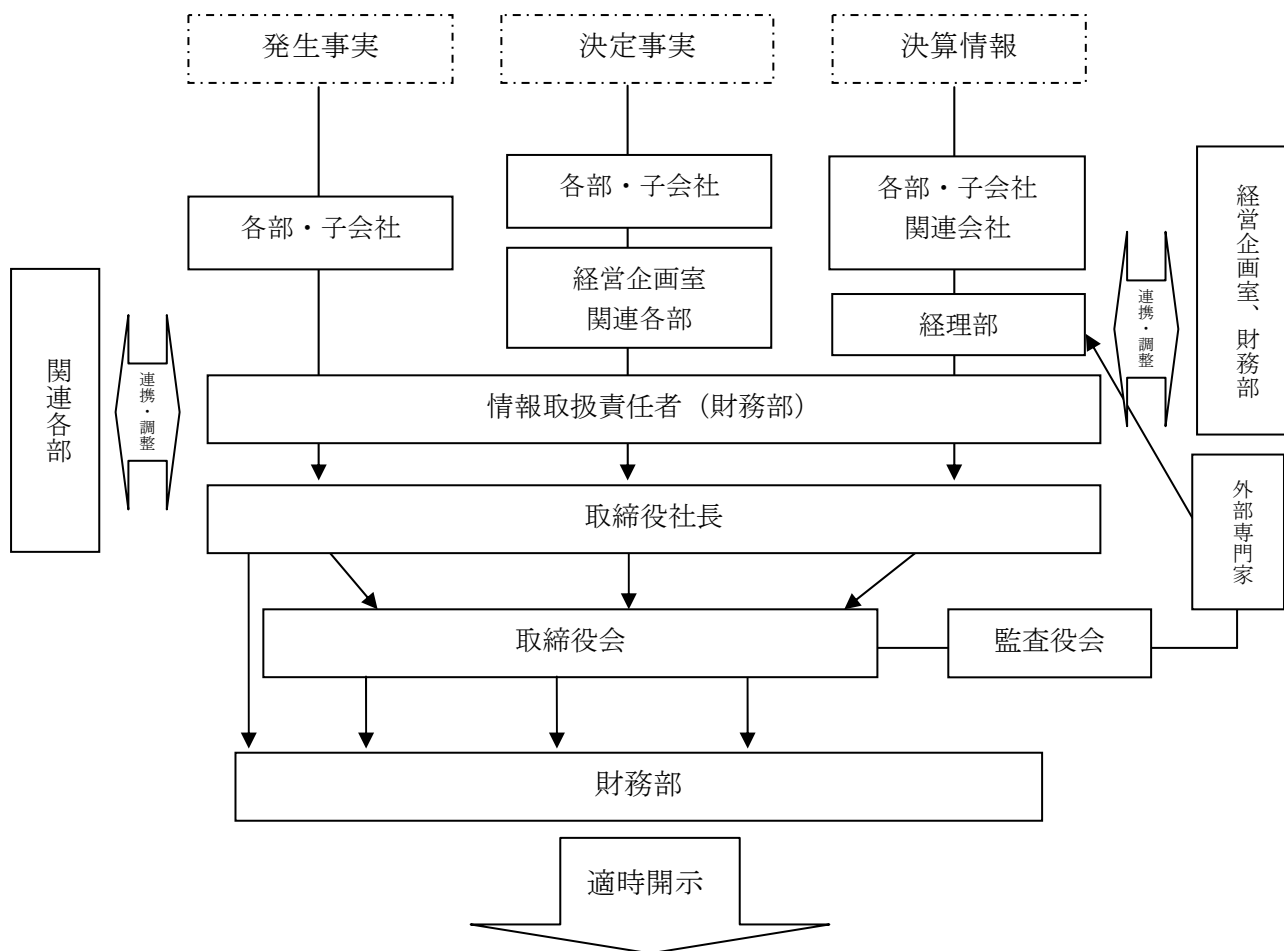 発生事実
決定事実
決算情報
各部・子会社
各部・子会社
関連会社
各部・子会社
経営企画室
関連各部
経理部
連携・調整
経営企画室、財務部
関連各部
連携・調整
情報取扱責任者（財務部）
取締役社長
外部専門家
取締役会
監査役会
財務部
適時開示